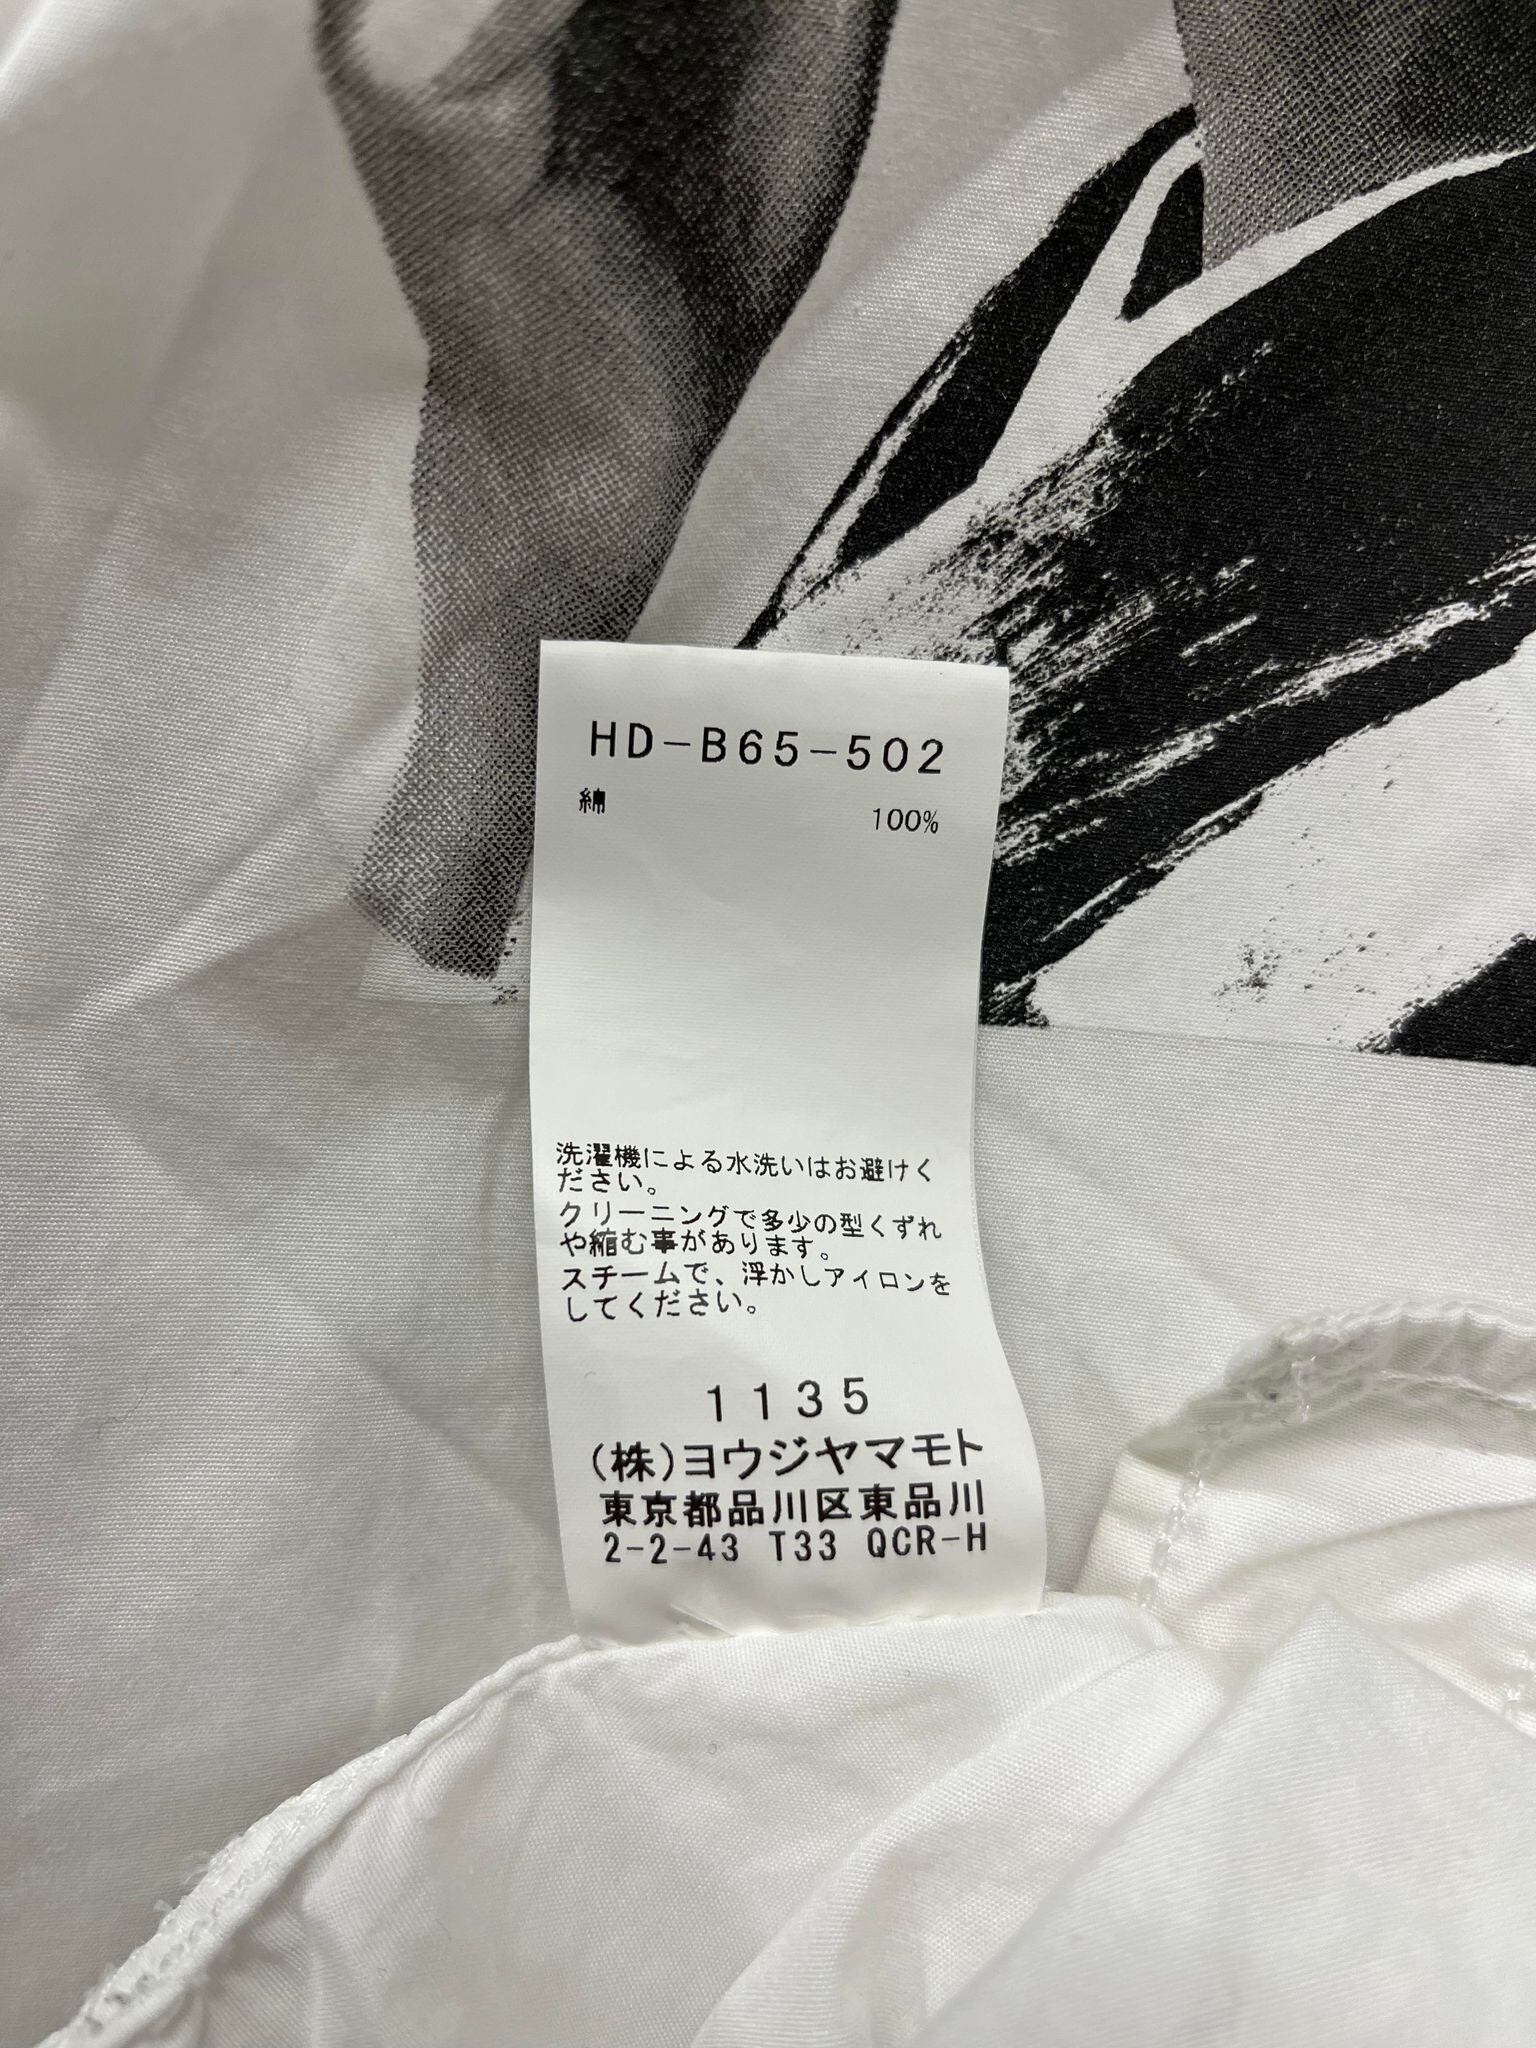 HD-B65-502
綿 100%
洗濯機による水洗いはお避けく
ださい。
クリーニングで多少の型くずれ
や縮む事があります。
スチームで、浮かしアイロンを
してください。
1135
(株)ヨウジヤマモト
東京都品川区東品川
2-2-43 T33 QCR-H